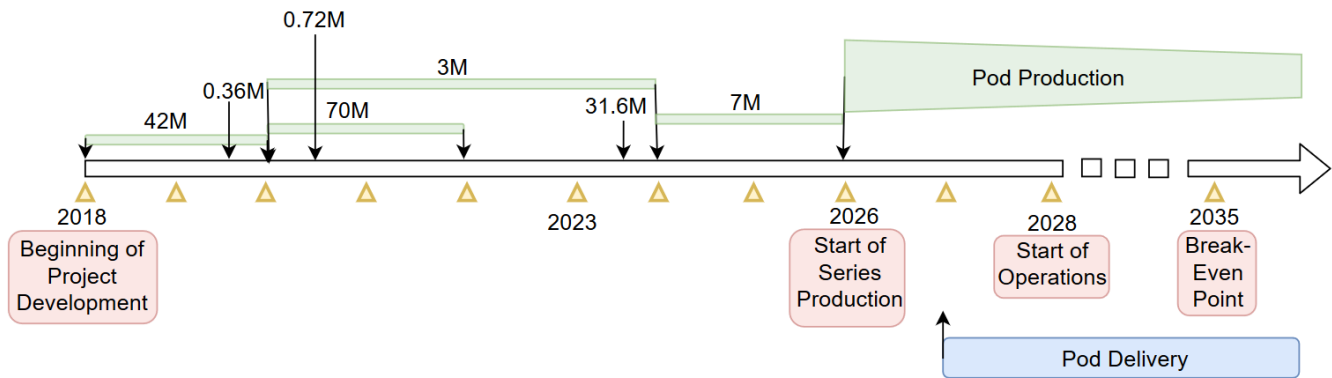 0.72M
3M
Pod Production
0.36M
42M
70M
31.6M
7M
2018
2023
2026
2028
2035
Beginning of
Project
Development
Start of
Series
Production
Start of
Operations
Break-
Even
Point
Pod Delivery